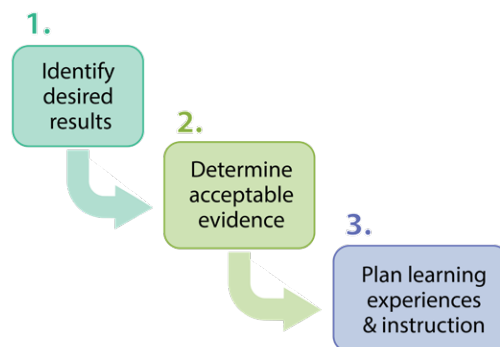 1.
Identify
desired
results
2.
Determine
acceptable
evidence
3.
Plan learning
experiences
& instruction